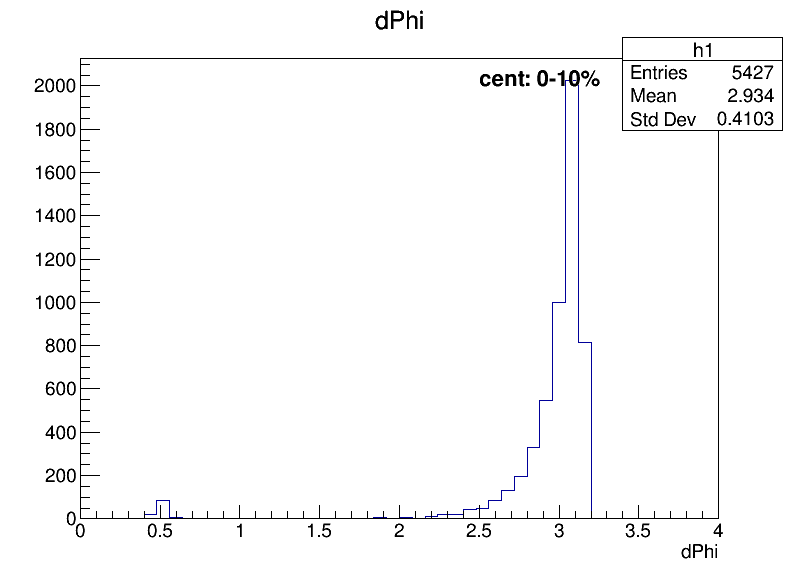 dPhi
h1
Entries 5427
Mean 2.934
Std Dev 0.4103
cent: 0-10%
2000
1800
1600
1400
1200
1000
800
600
400
200
0
0 0.5 1 1.5 2 2.5 3 3.5 4
dPhi